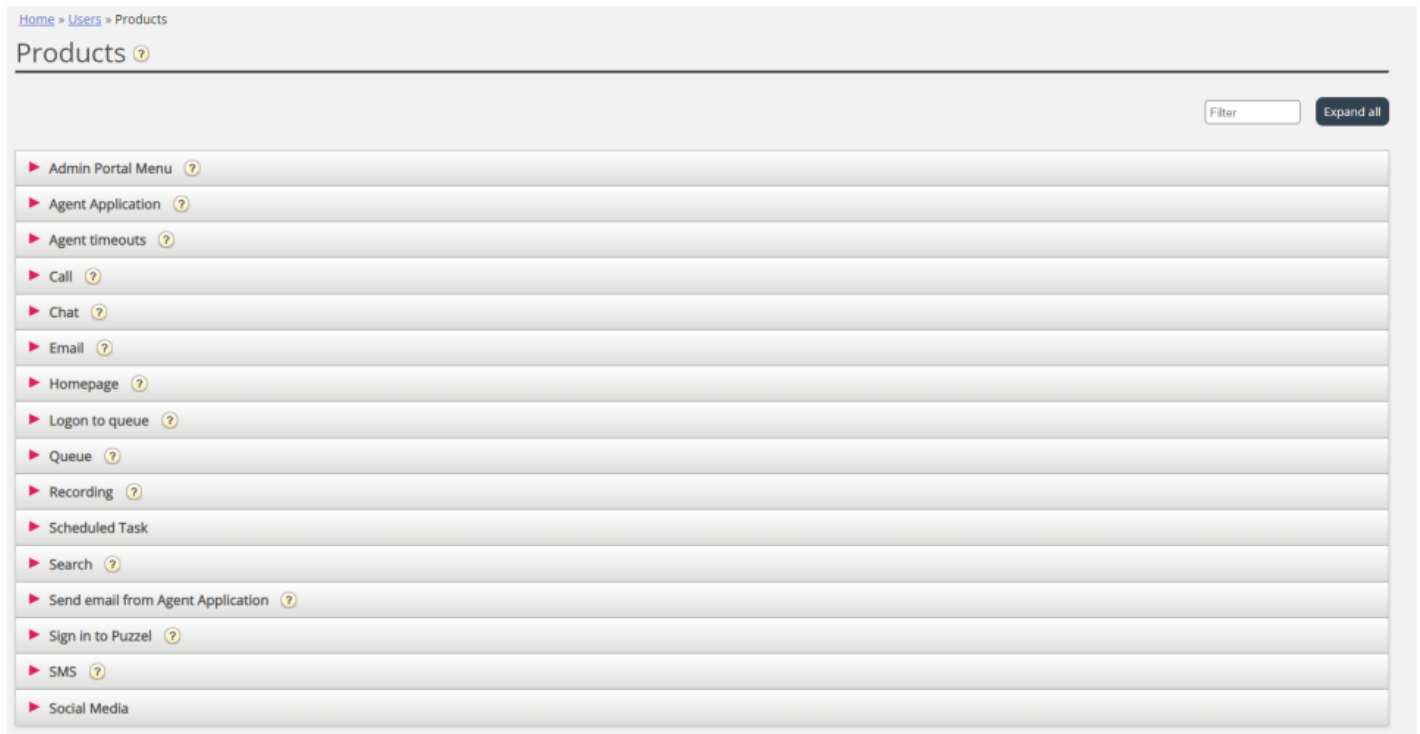 Home » Users » Products
Products ?
Filter Expand all
Admin Portal Menu ?
Agent Application ?
Agent timeouts ?
Call ?
Chat ?
Email ?
Homepage ?
Logon to queue ?
Queue ?
Recording ?
Scheduled Task
Search ?
Send email from Agent Application ?
Sign in to Puzzel ?
SMS ?
Social Media